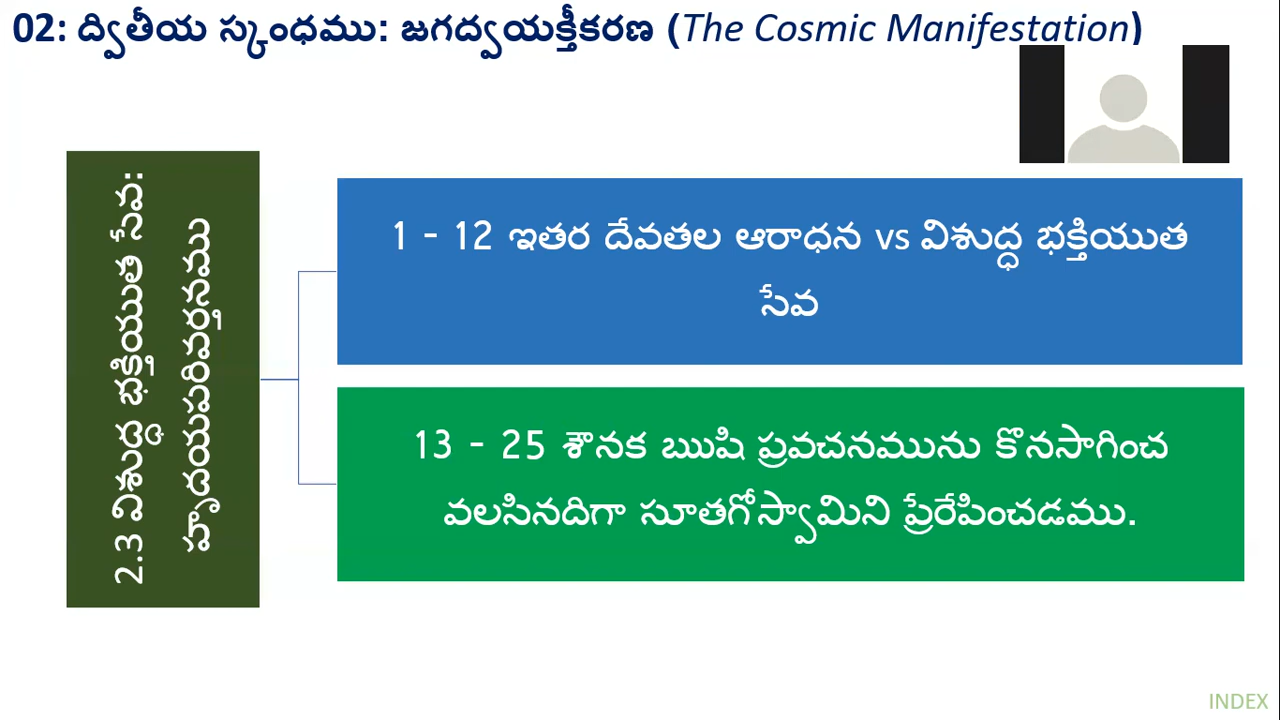 02: ద్వితీయ స్కంధము: జగద్వయక్తీకరణ (The Cosmic Manifestation)
2.3 విశుద్ధ భక్తియుత సేవ:
హృదయపరివర్తనము
1 - 12 ఇతర దేవతల ఆరాధన vs విశుద్ధ భక్తియుత
సేవ
13 - 25 శౌనక ఋషి ప్రవచనమును కొనసాగించ
వలసినదిగా సూతగోస్వామిని ప్రేరేపించడము.
INDEX